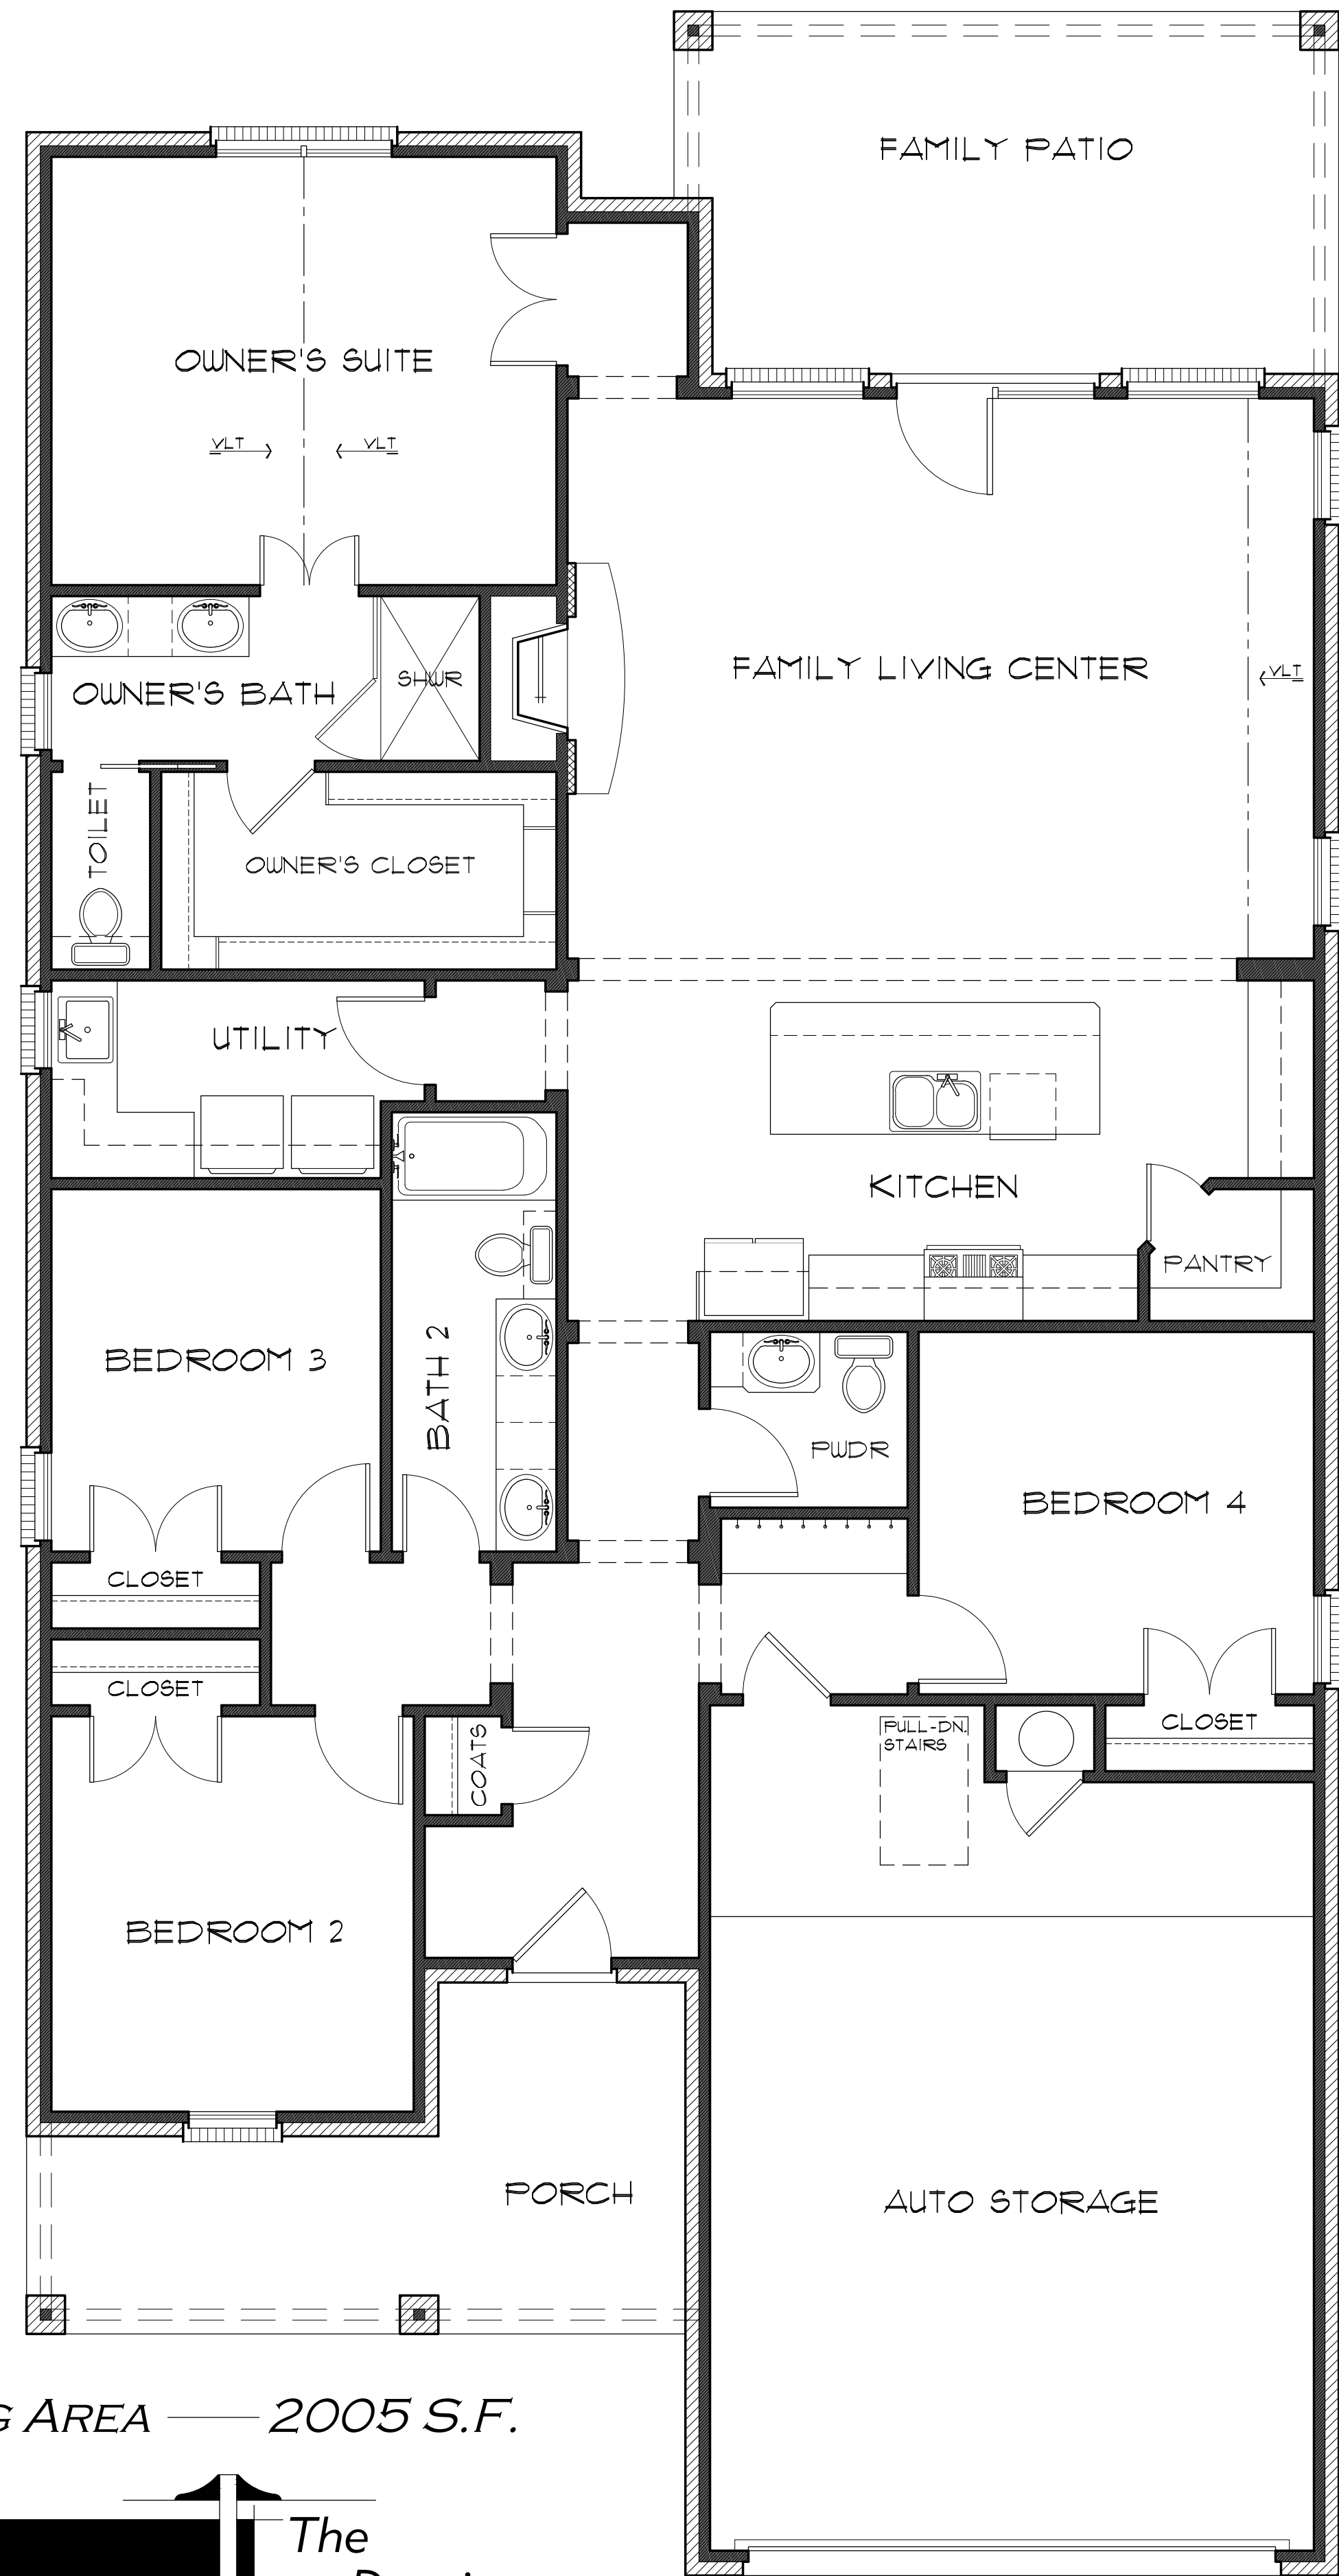 FAMILY PATIO
OWNER'S SUITE
VLT
VLT
FAMILY LIVING CENTER
VLT
OWNER'S BATH
SHWR
TOILET
OWNER'S CLOSET
UTILITY
KITCHEN
PANTRY
BEDROOM 3
BATH 2
PWDR
BEDROOM 4
CLOSET
CLOSET
COATS
PULL-DN.
STAIRS
CLOSET
BEDROOM 2
PORCH
AUTO STORAGE
G AREA — 2005 S.F.
The